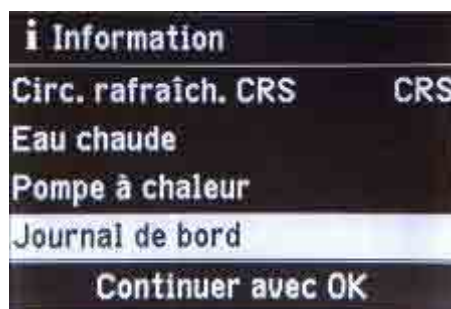 i Information
Circ. rafraîch. CRS CRS
Eau chaude
Pompe à chaleur
Journal de bord
Continuer avec OK